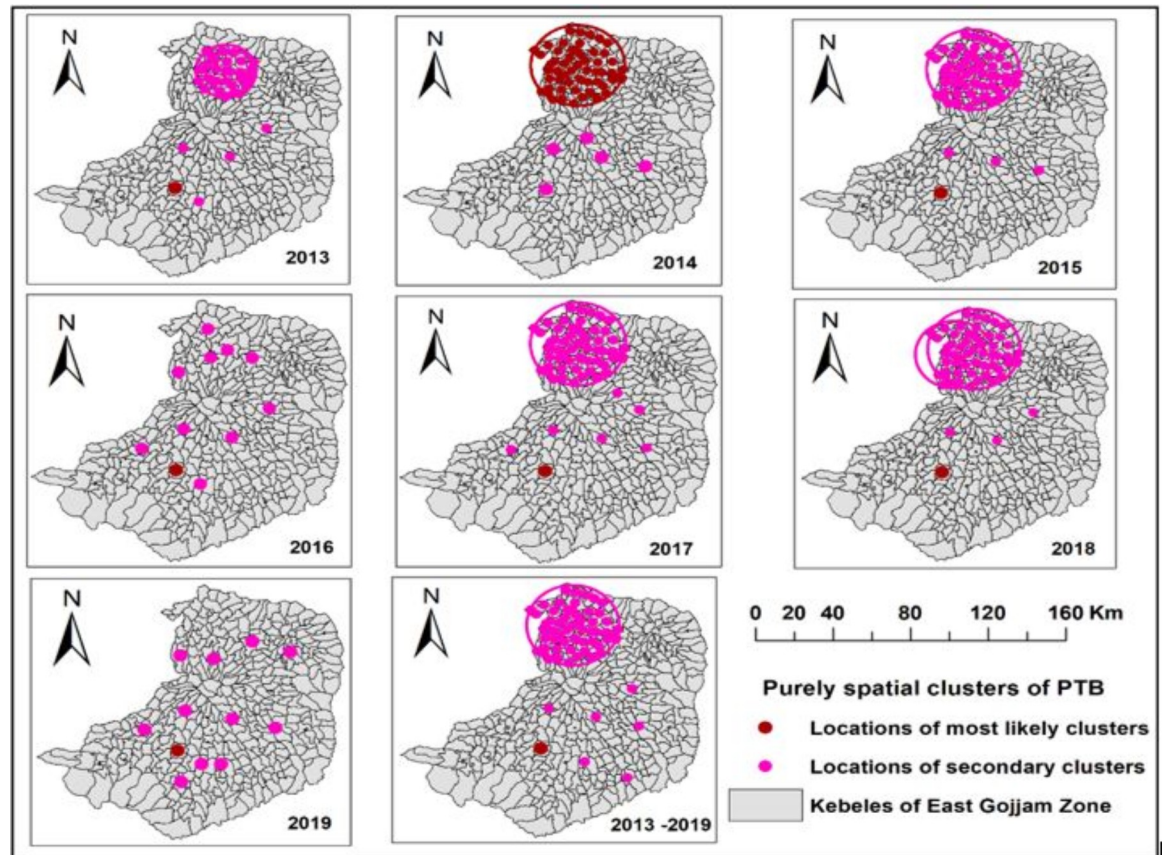 N
N
N
2013
2014
2015
N
N
N
2016
2017
2018
N
N
0 20 40 80 120 160 Km
Purely spatial clusters of PTB
Locations of most likely clusters
Locations of secondary clusters
Kebeles of East Gojjam Zone
2019
2013 -2019